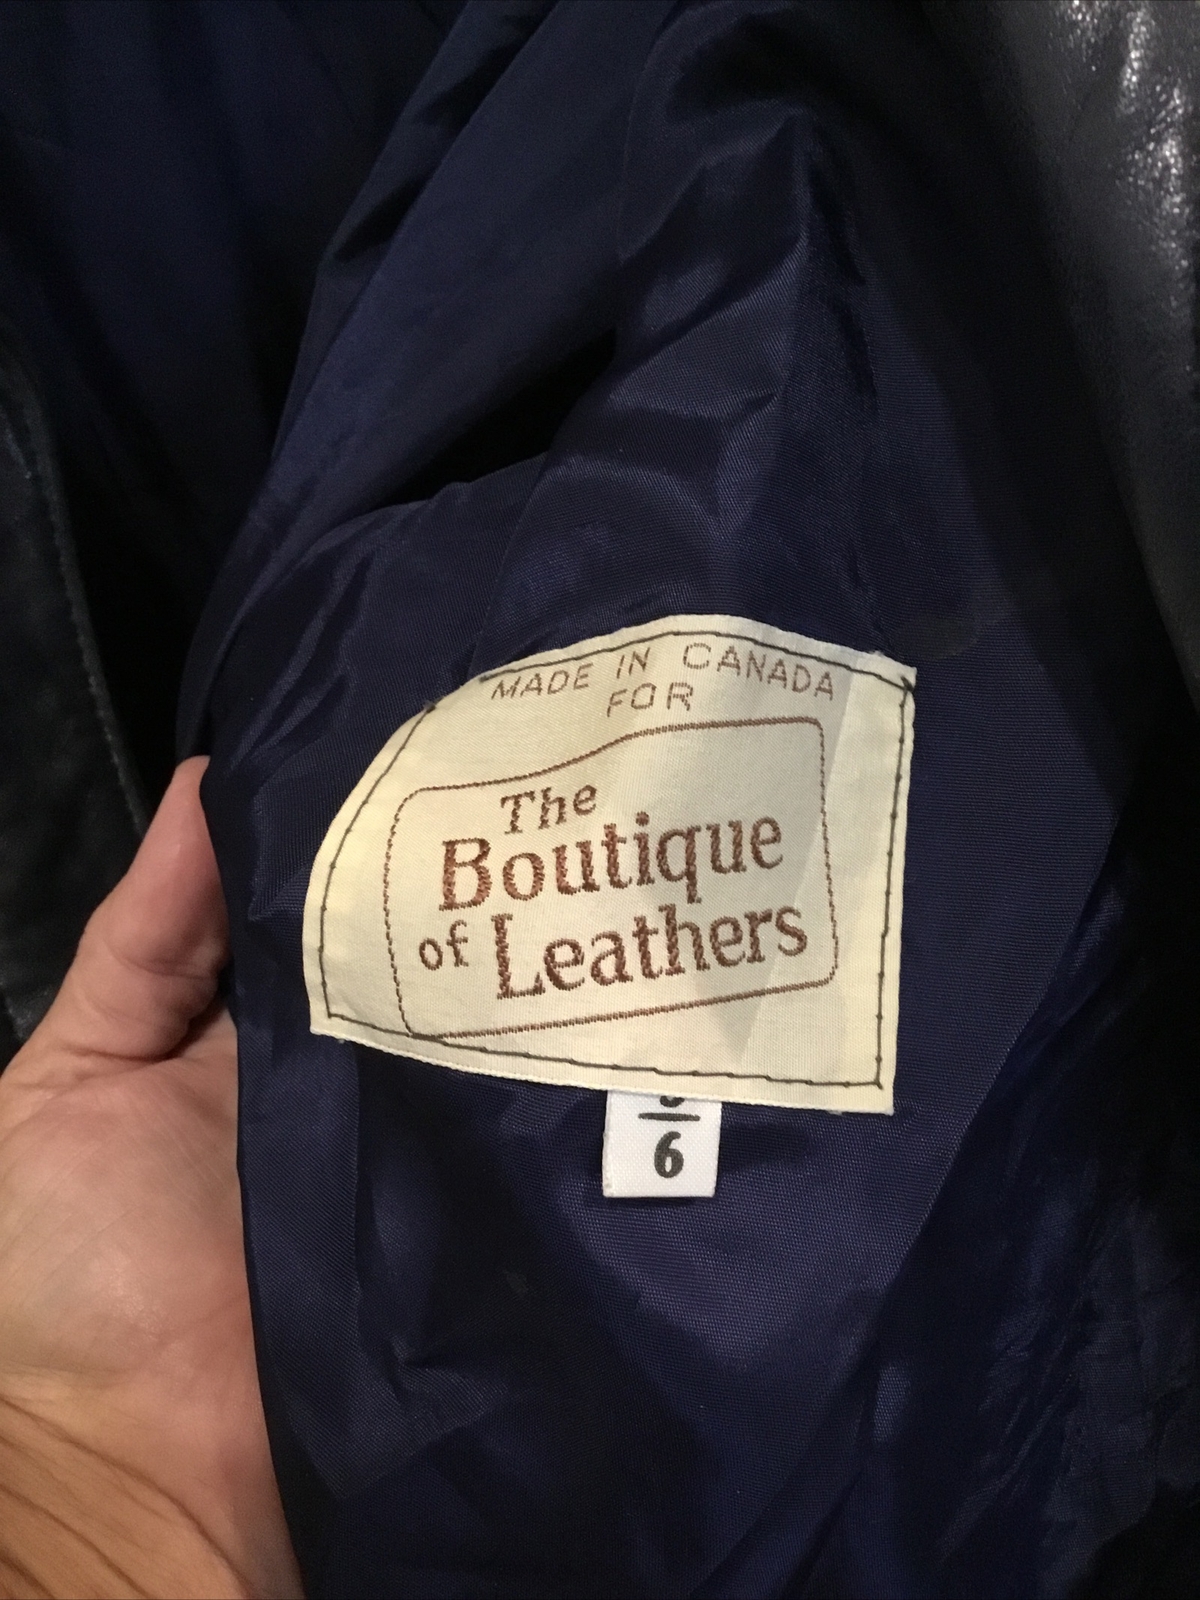 MADE IN CANADA
FOR
The
Boutique
of Leathers
6